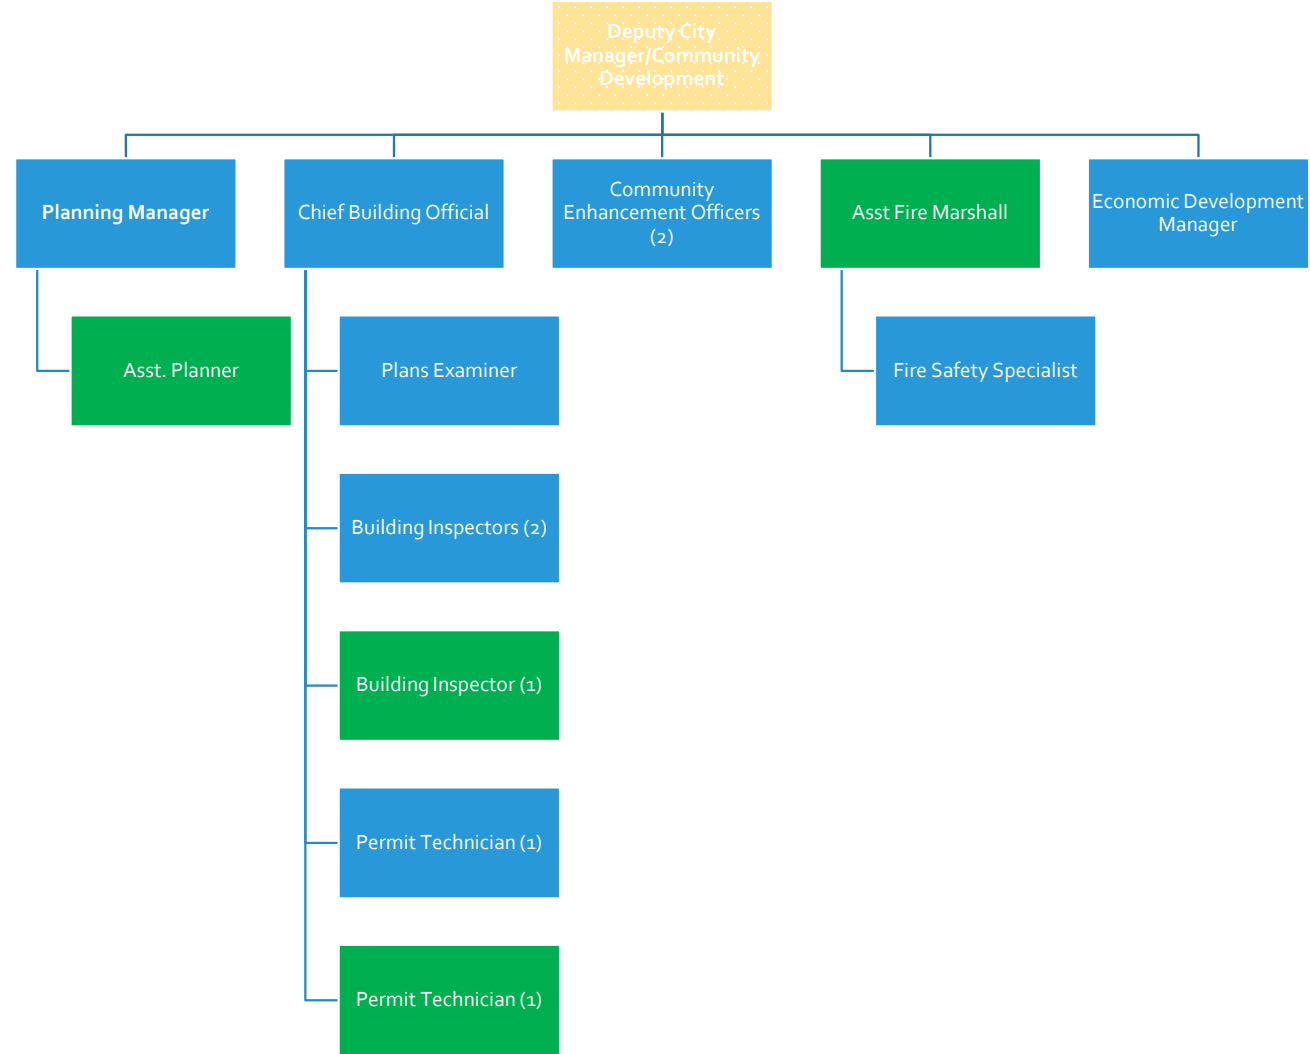 Deputy City
Manager/Community
Development
Planning Manager
Chief Building Official
Community
Enhancement Officers
(2)
Asst Fire Marshall
Economic Development
Manager
Asst. Planner
Plans Examiner
Fire Safety Specialist
Building Inspectors (2)
Building Inspector (1)
Permit Technician (1)
Permit Technician (1)